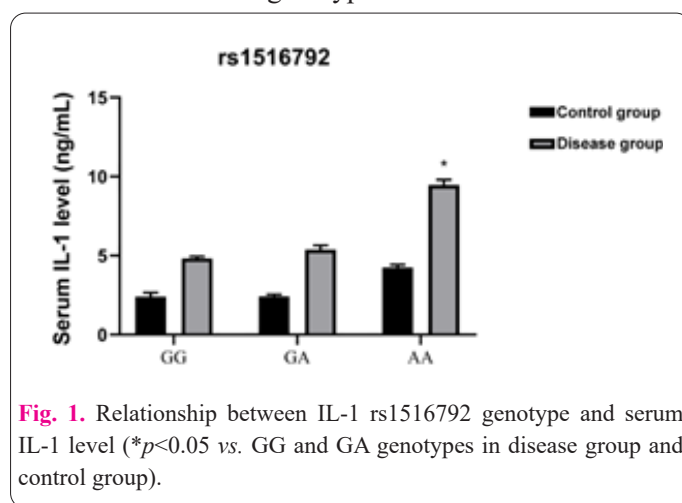 rs1516792
15
10
5
0
Serum IL-1 level (ng/mL)
Control group
Disease group
*
GG GA AA
Fig. 1. Relationship between IL-1 rs1516792 genotype and serum
IL-1 level (*p<0.05 vs. GG and GA genotypes in disease group and
control group).